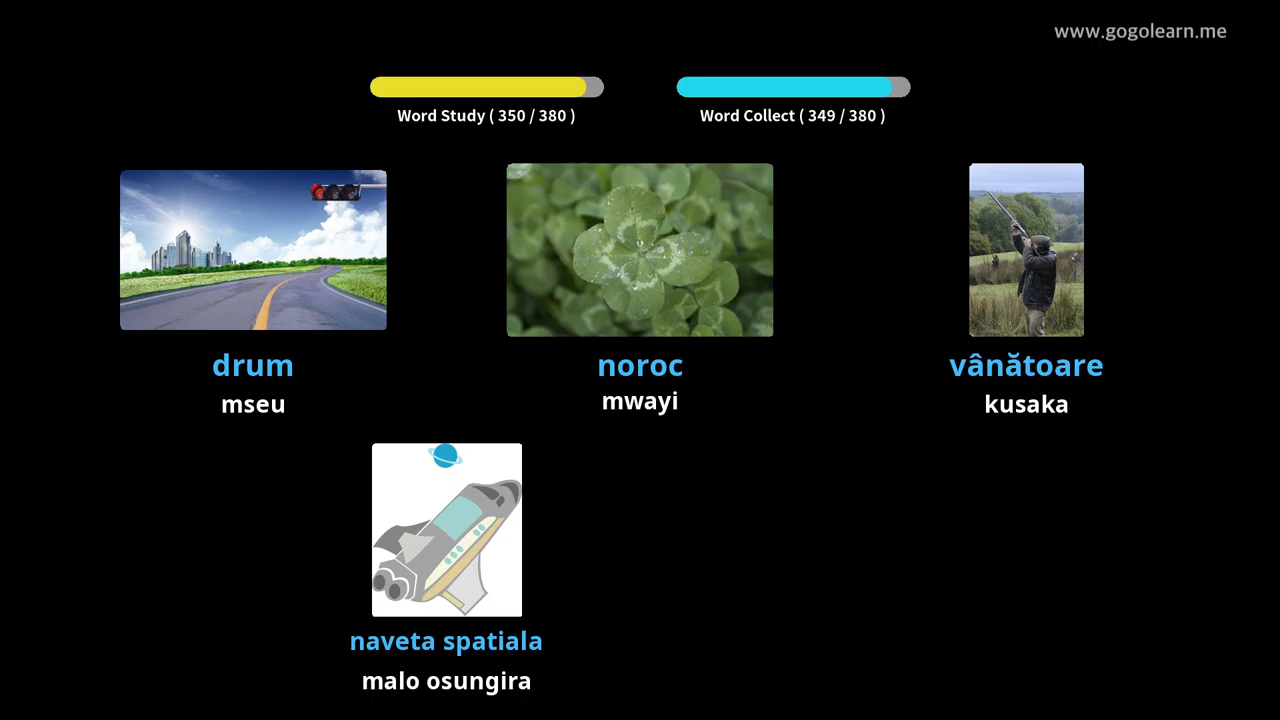 www.gogolearn.me
Word Study ( 350 / 380 )
Word Collect ( 349 / 380 )
drum
noroc
vânătoare
mseu
mwayi
kusaka
naveta spatiala
malo osungira